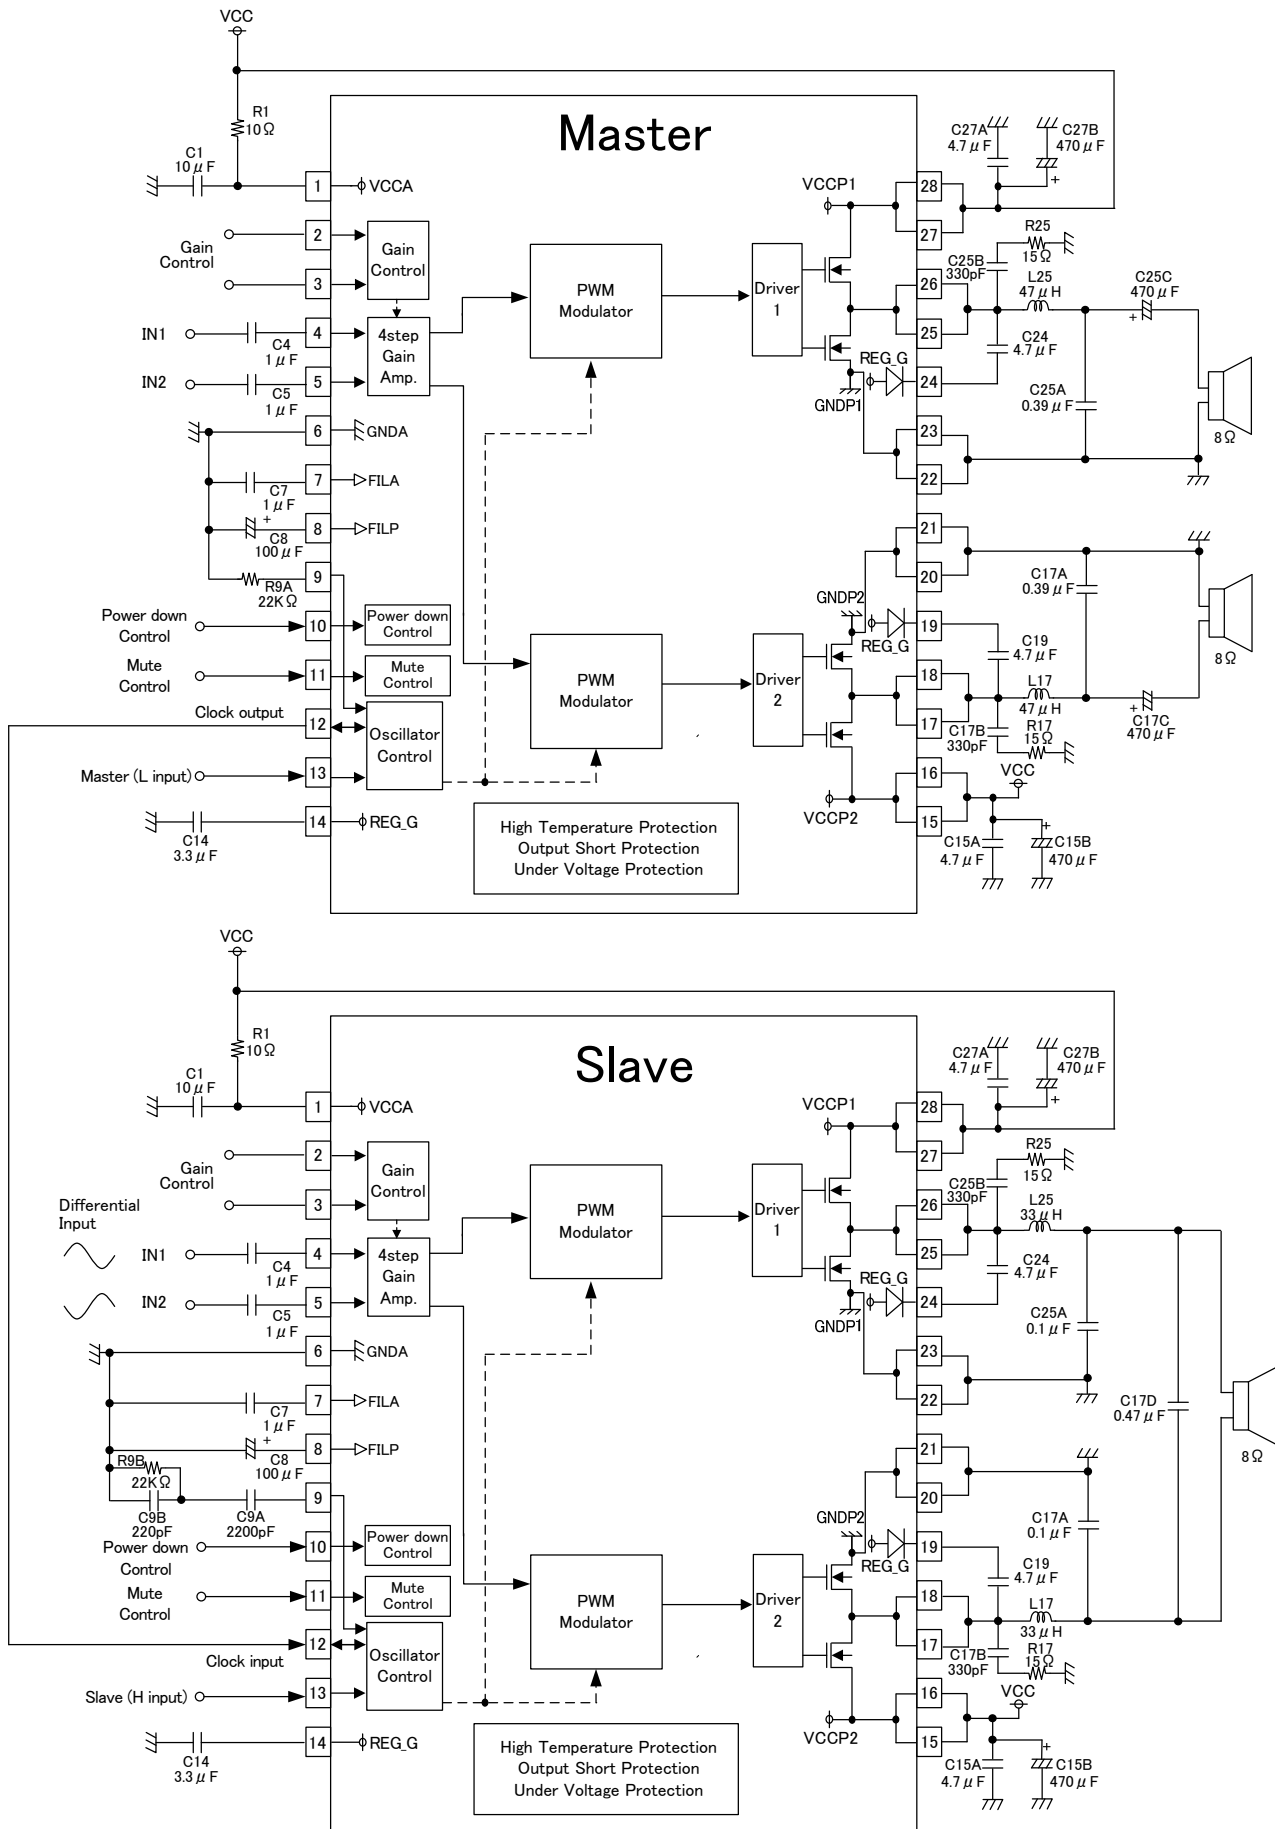 VCC
R1
10Ω
C1
10μF
Master
C27A
4.7μF
C27B
470μF
+
1
VCCA
VCCP1
28
2
Gain
Control
3
Gain
Control
27
PWM
Modulator
Driver
1
R25
15Ω
C25B
330pF
26
L25
47μH
C25C
470μF
+
IN1
C4
1μF
4
4step
Gain
Amp.
25
C24
4.7μF
REG_G
24
IN2
C5
1μF
5
GNDP1
C25A
0.39μF
8Ω
6
GNDA
23
7
FILA
C7
1μF
22
+
8
FILP
C8
100μF
21
9
R9A
22KΩ
20
C17A
0.39μF
GNDP2
Power down
Control
10
Power down
Control
REG_G
19
C19
4.7μF
8Ω
Mute
Control
11
Mute
Control
PWM
Modulator
Driver
2
18
L17
47μH
+
C17C
470μF
Clock output
12
Oscillator
Control
17
C17B
330pF
R17
15Ω
Master (L input)
13
16
VCC
VCCP2
14
REG_G
C14
3.3μF
High Temperature Protection
Output Short Protection
Under Voltage Protection
15
C15A
4.7μF
+
C15B
470μF
VCC
R1
10Ω
C1
10μF
Slave
C27A
4.7μF
C27B
470μF
+
1
VCCA
VCCP1
28
2
Gain
Control
3
Gain
Control
27
PWM
Modulator
Driver
1
R25
15Ω
C25B
330pF
Differential
Input
26
L25
33μH
IN1
C4
1μF
4
4step
Gain
Amp.
25
C24
4.7μF
REG_G
24
IN2
C5
1μF
5
GNDP1
C25A
0.1μF
6
GNDA
23
7
FILA
C7
1μF
22
C17D
0.47μF
8Ω
+
8
FILP
C8
100μF
21
R9B
22KΩ
9
C9B
220pF
C9A
2200pF
20
C17A
0.1μF
GNDP2
Power down
Control
10
Power down
Control
REG_G
19
C19
4.7μF
Mute
Control
11
Mute
Control
PWM
Modulator
Driver
2
18
L17
33μH
Clock input
12
Oscillator
Control
17
C17B
330pF
R17
15Ω
Slave (H input)
13
16
VCC
VCCP2
14
REG_G
C14
3.3μF
High Temperature Protection
Output Short Protection
Under Voltage Protection
15
C15A
4.7μF
+
C15B
470μF